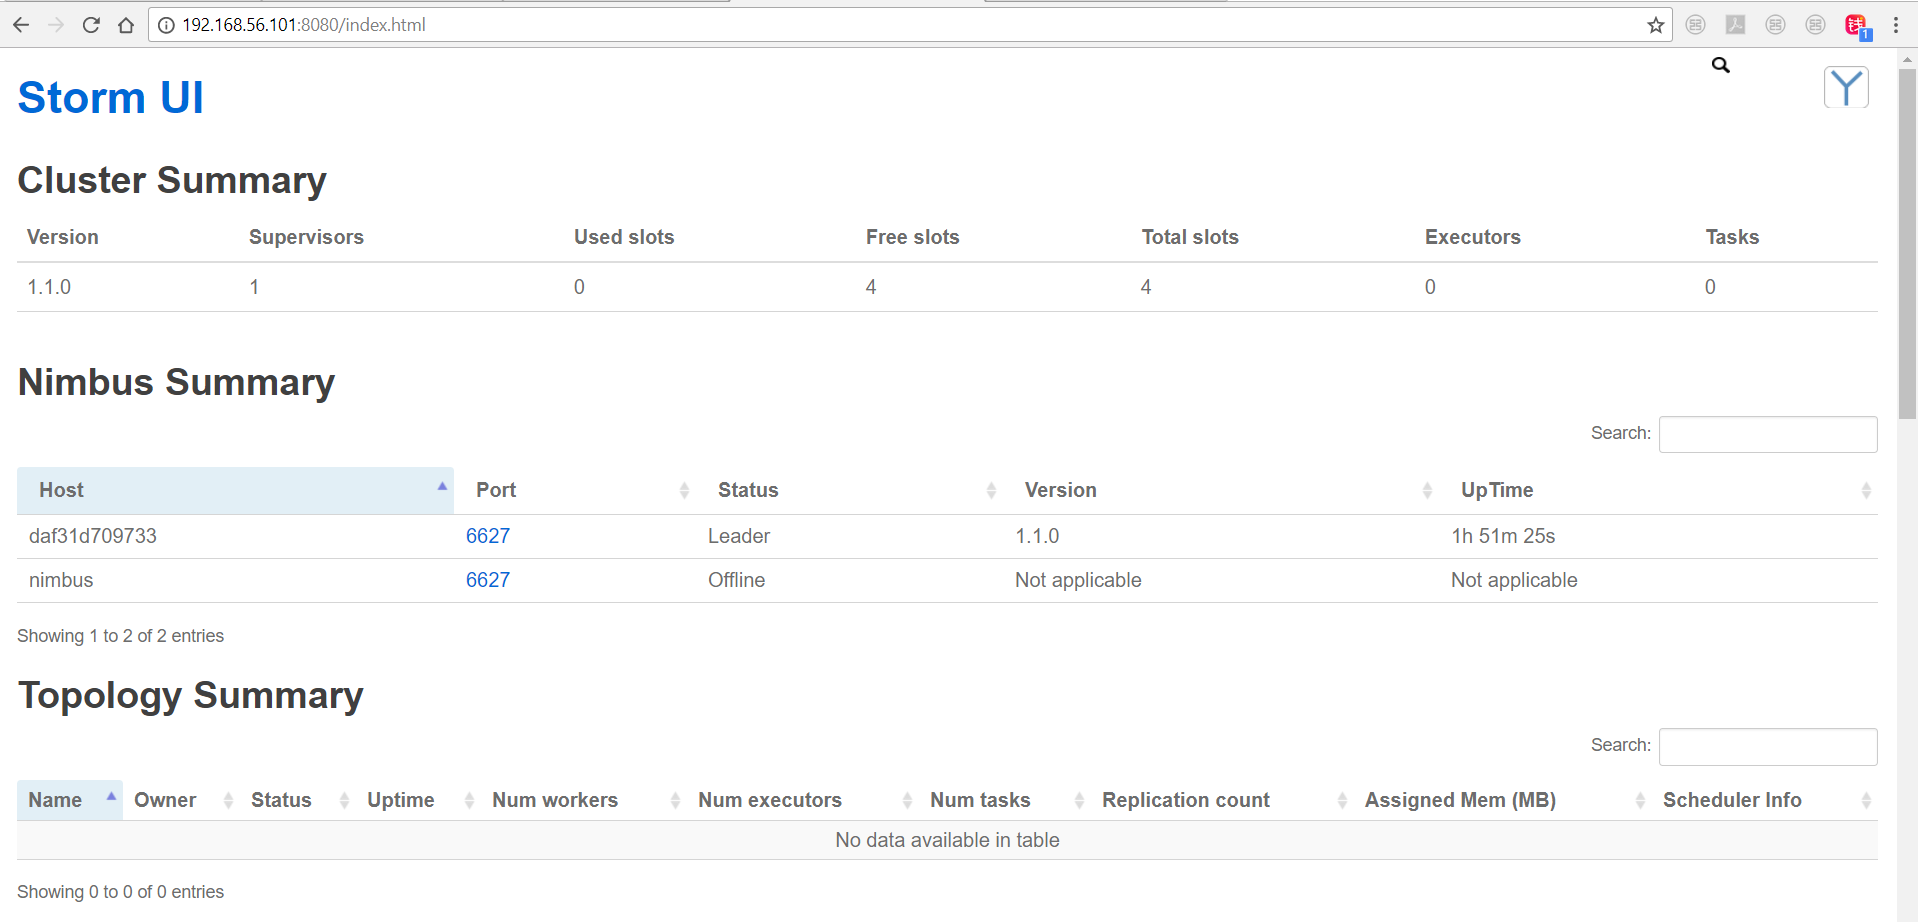 192.168.56.101:8080/index.html
钱
1
Storm UI
Cluster Summary
Version Supervisors Used slots Free slots Total slots Executors Tasks
1.1.0 1 0 4 4 0 0
Nimbus Summary
Search:
Host Port Status Version UpTime
daf31d709733 6627 Leader 1.1.0 1h 51m 25s
nimbus 6627 Offline Not applicable Not applicable
Showing 1 to 2 of 2 entries
Topology Summary
Search:
Name Owner Status Uptime Num workers Num executors Num tasks Replication count Assigned Mem (MB) Scheduler Info
No data available in table
Showing 0 to 0 of 0 entries